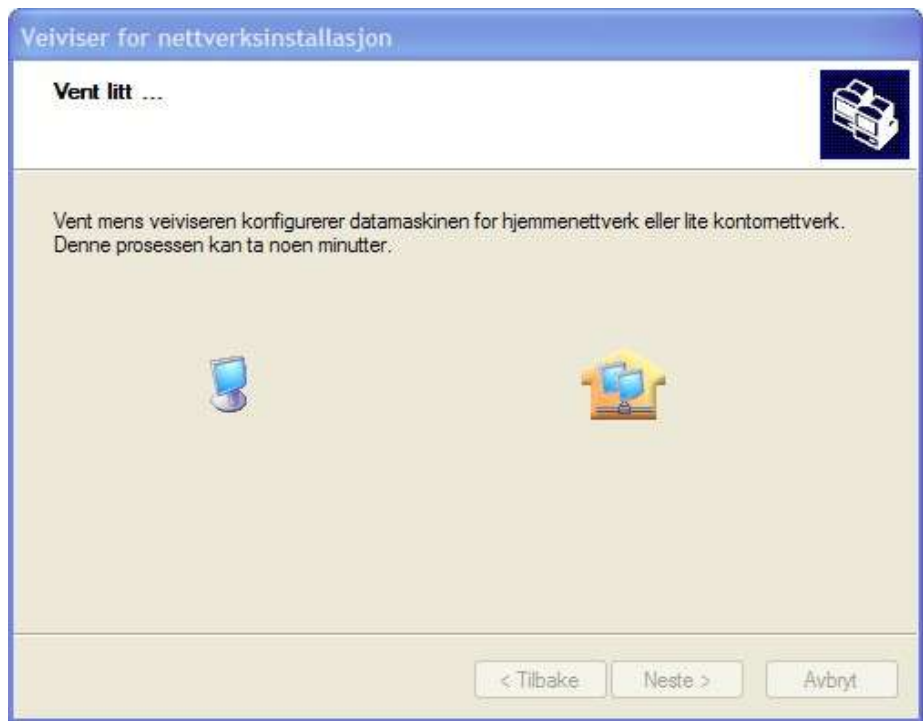 Veiviser for nettverksinstallasjon
Vent litt ...
Vent mens veiviseren konfigurerer datamaskinen for hjemmenettverk eller lite kontornettverk.
Denne prosessen kan ta noen minutter.
< Tilbake
Neste >
Avbryt